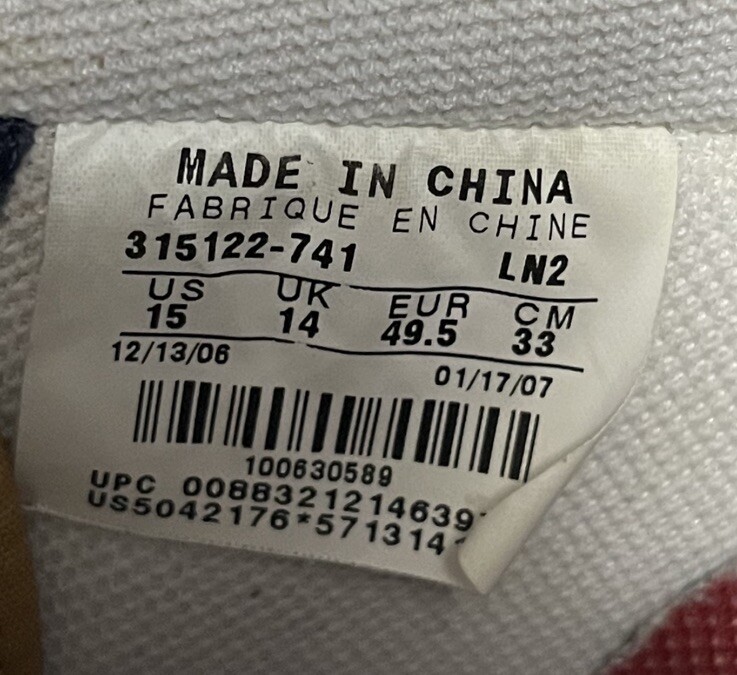 MADE IN CHINA
FABRIQUE EN CHINE
315122-741 LN2
US UK EUR CM
15 14 49.5 33
12/13/06 01/17/07
100630589
UPC 0088321214639
US5042176*571314